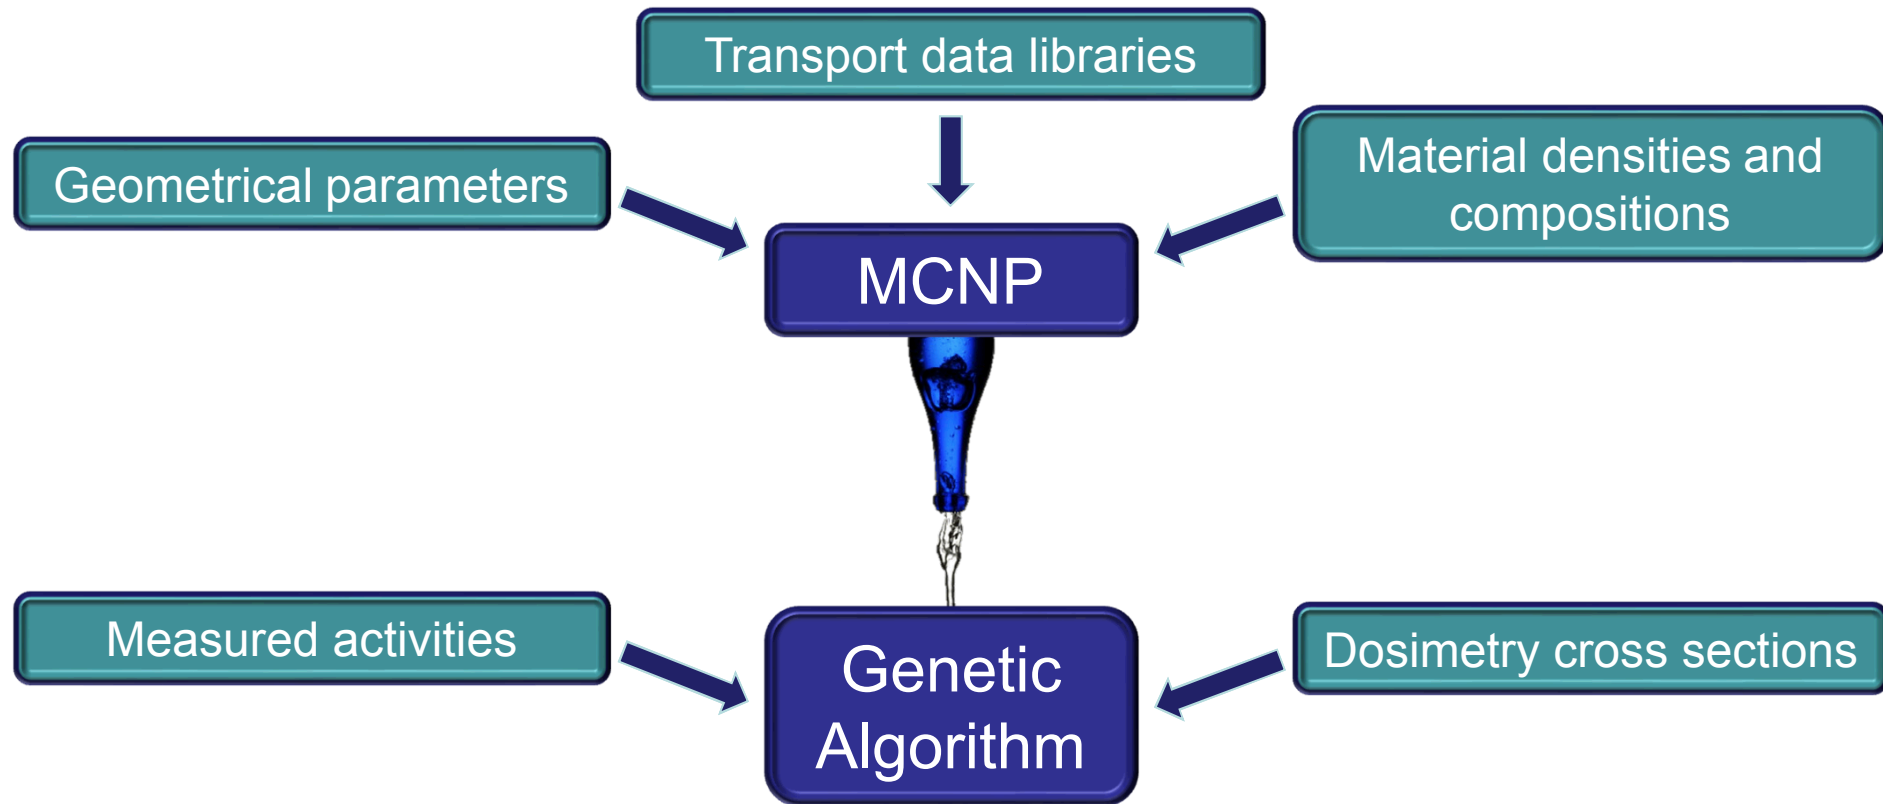 Transport data libraries
Geometrical parameters
Material densities and
compositions
MCNP
Measured activities
Genetic
Algorithm
Dosimetry cross sections